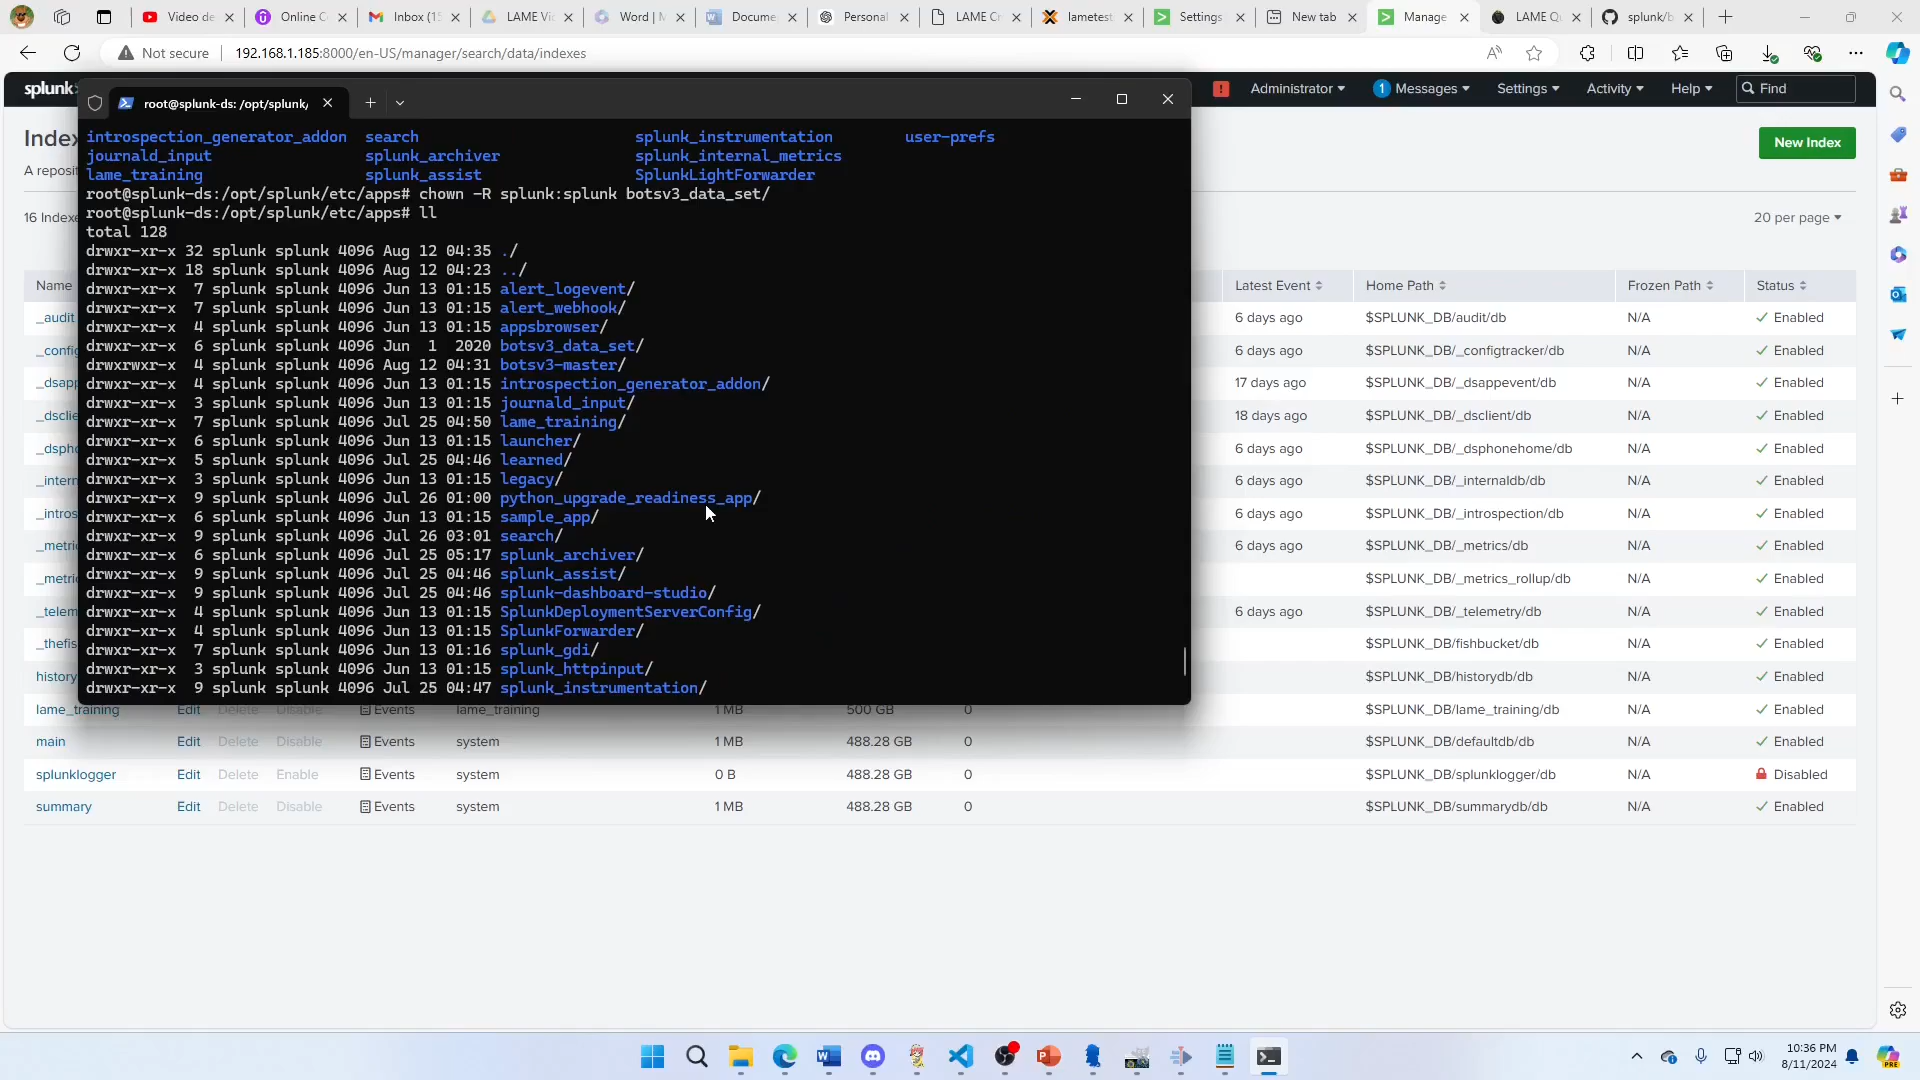 Video de
Online C
Inbox (1
LAME Vi
Word | M
Docume
Personal
LAME Cr
lametest.
Settings
New tab
Manage
LAME Qu
splunk/b
Not secure
192.168.1.185:8000/en-US/manager/search/data/indexes
splunk>
Administrator
1 Messages
Settings
Activity
Help
Find
root@splunk-ds: /opt/splunk/
introspection_generator_addon search splunk_instrumentation user-prefs
journald_input splunk_archiver splunk_internal_metrics
lame_training splunk_assist SplunkLightForwarder
root@splunk-ds:/opt/splunk/etc/apps# chown -R splunk:splunk botsv3_data_set/
root@splunk-ds:/opt/splunk/etc/apps# ll
total 128
drwxr-xr-x 32 splunk splunk 4096 Aug 12 04:35 ./
drwxr-xr-x 18 splunk splunk 4096 Aug 12 04:23 ../
drwxr-xr-x 7 splunk splunk 4096 Jun 13 01:15 alert_logevent/
drwxr-xr-x 7 splunk splunk 4096 Jun 13 01:15 alert_webhook/
drwxr-xr-x 4 splunk splunk 4096 Jun 13 01:15 appsbrowser/
drwxr-xr-x 6 splunk splunk 4096 Jun 1 2020 botsv3_data_set/
drwxrwxr-x 4 splunk splunk 4096 Aug 12 04:31 botsv3-master/
drwxr-xr-x 4 splunk splunk 4096 Jun 13 01:15 introspection_generator_addon/
drwxr-xr-x 3 splunk splunk 4096 Jun 13 01:15 journald_input/
drwxr-xr-x 7 splunk splunk 4096 Jul 25 04:50 lame_training/
drwxr-xr-x 6 splunk splunk 4096 Jun 13 01:15 launcher/
drwxr-xr-x 5 splunk splunk 4096 Jul 25 04:46 learned/
drwxr-xr-x 3 splunk splunk 4096 Jun 13 01:15 legacy/
drwxr-xr-x 9 splunk splunk 4096 Jul 26 01:00 python_upgrade_readiness_app/
drwxr-xr-x 6 splunk splunk 4096 Jun 13 01:15 sample_app/
drwxr-xr-x 9 splunk splunk 4096 Jul 26 03:01 search/
drwxr-xr-x 6 splunk splunk 4096 Jul 25 05:17 splunk_archiver/
drwxr-xr-x 9 splunk splunk 4096 Jul 25 04:46 splunk_assist/
drwxr-xr-x 9 splunk splunk 4096 Jul 25 04:46 splunk-dashboard-studio/
drwxr-xr-x 4 splunk splunk 4096 Jun 13 01:15 SplunkDeploymentServerConfig/
drwxr-xr-x 4 splunk splunk 4096 Jun 13 01:15 SplunkForwarder/
drwxr-xr-x 7 splunk splunk 4096 Jun 13 01:16 splunk_gdi/
drwxr-xr-x 3 splunk splunk 4096 Jun 13 01:15 splunk_httpinput/
drwxr-xr-x 9 splunk splunk 4096 Jul 25 04:47 splunk_instrumentation/
Index
New Index
A reposit
16 Indexe
20 per page
Name Latest Event Home Path Frozen Path Status
_audit 6 days ago $SPLUNK_DB/audit/db N/A Enabled
_config 6 days ago $SPLUNK_DB/_configtracker/db N/A Enabled
_dsapp 17 days ago $SPLUNK_DB/_dsappevent/db N/A Enabled
_dsclie 18 days ago $SPLUNK_DB/_dsclient/db N/A Enabled
_dspho 6 days ago $SPLUNK_DB/_dsphonehome/db N/A Enabled
_intern 6 days ago $SPLUNK_DB/_internaldb/db N/A Enabled
_intros 6 days ago $SPLUNK_DB/_introspection/db N/A Enabled
_metric 6 days ago $SPLUNK_DB/_metrics/db N/A Enabled
_metric $SPLUNK_DB/_metrics_rollup/db N/A Enabled
_telem 6 days ago $SPLUNK_DB/_telemetry/db N/A Enabled
_thefis $SPLUNK_DB/fishbucket/db N/A Enabled
history $SPLUNK_DB/historydb/db N/A Enabled
lame_training Edit Delete Disable Events lame_training 1 MB 500 GB 0 $SPLUNK_DB/lame_training/db N/A Enabled
main Edit Delete Disable Events system 1 MB 488.28 GB 0 $SPLUNK_DB/defaultdb/db N/A Enabled
splunklogger Edit Delete Enable Events system 0 B 488.28 GB 0 $SPLUNK_DB/splunklogger/db N/A Disabled
summary Edit Delete Disable Events system 1 MB 488.28 GB 0 $SPLUNK_DB/summarydb/db N/A Enabled
10:36 PM
8/11/2024